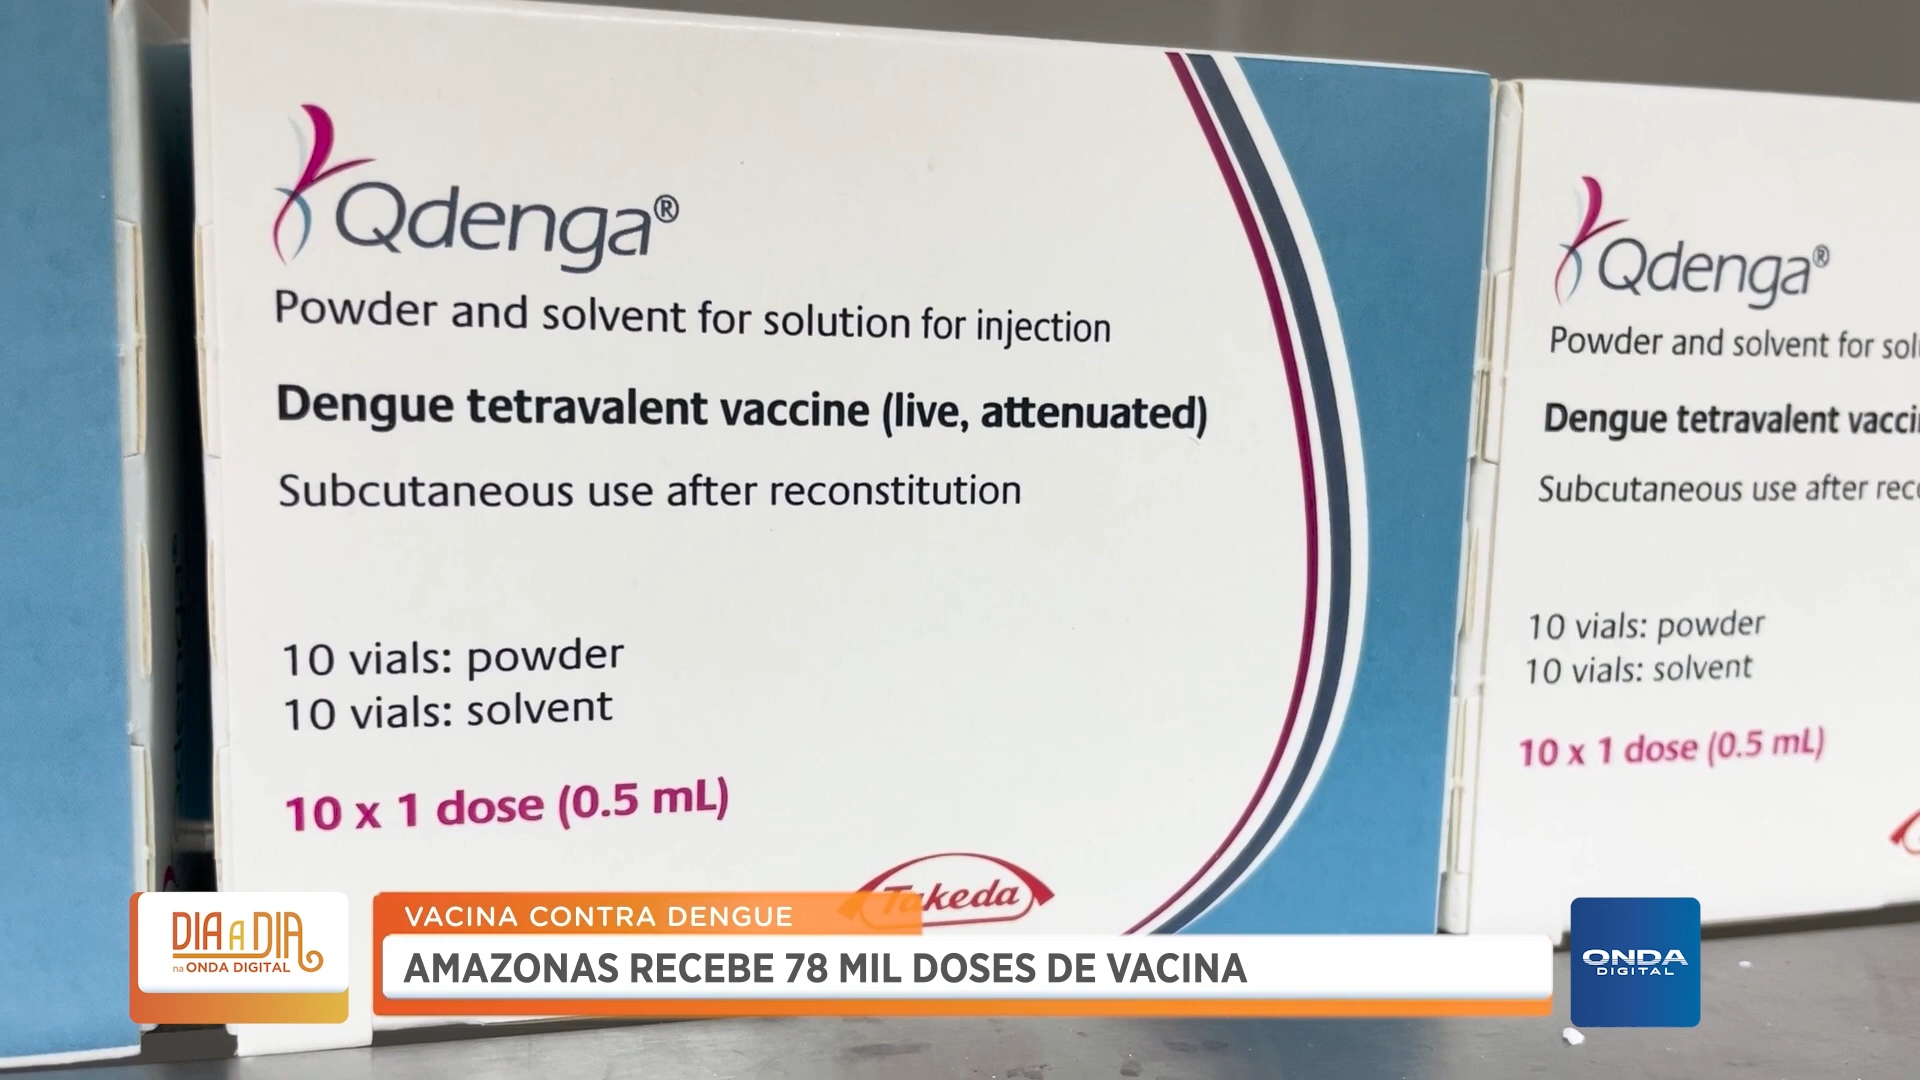 Qdenga®
Powder and solvent for solution for injection
Dengue tetravalent vaccine (live, attenuated)
Subcutaneous use after reconstitution
10 vials: powder
10 vials: solvent
10 x 1 dose (0.5 mL)
Takeda
Qdenga®
Powder and solvent for
Dengue tetravalent
Subcutaneous use after
10 vials: powder
10 vials: solvent
10 x 1 dose (0.5 mL)
DIA A DIA
na ONDA DIGITAL
VACINA CONTRA DENGUE
AMAZONAS RECEBE 78 MIL DOSES DE VACINA
ONDA
DIGITAL